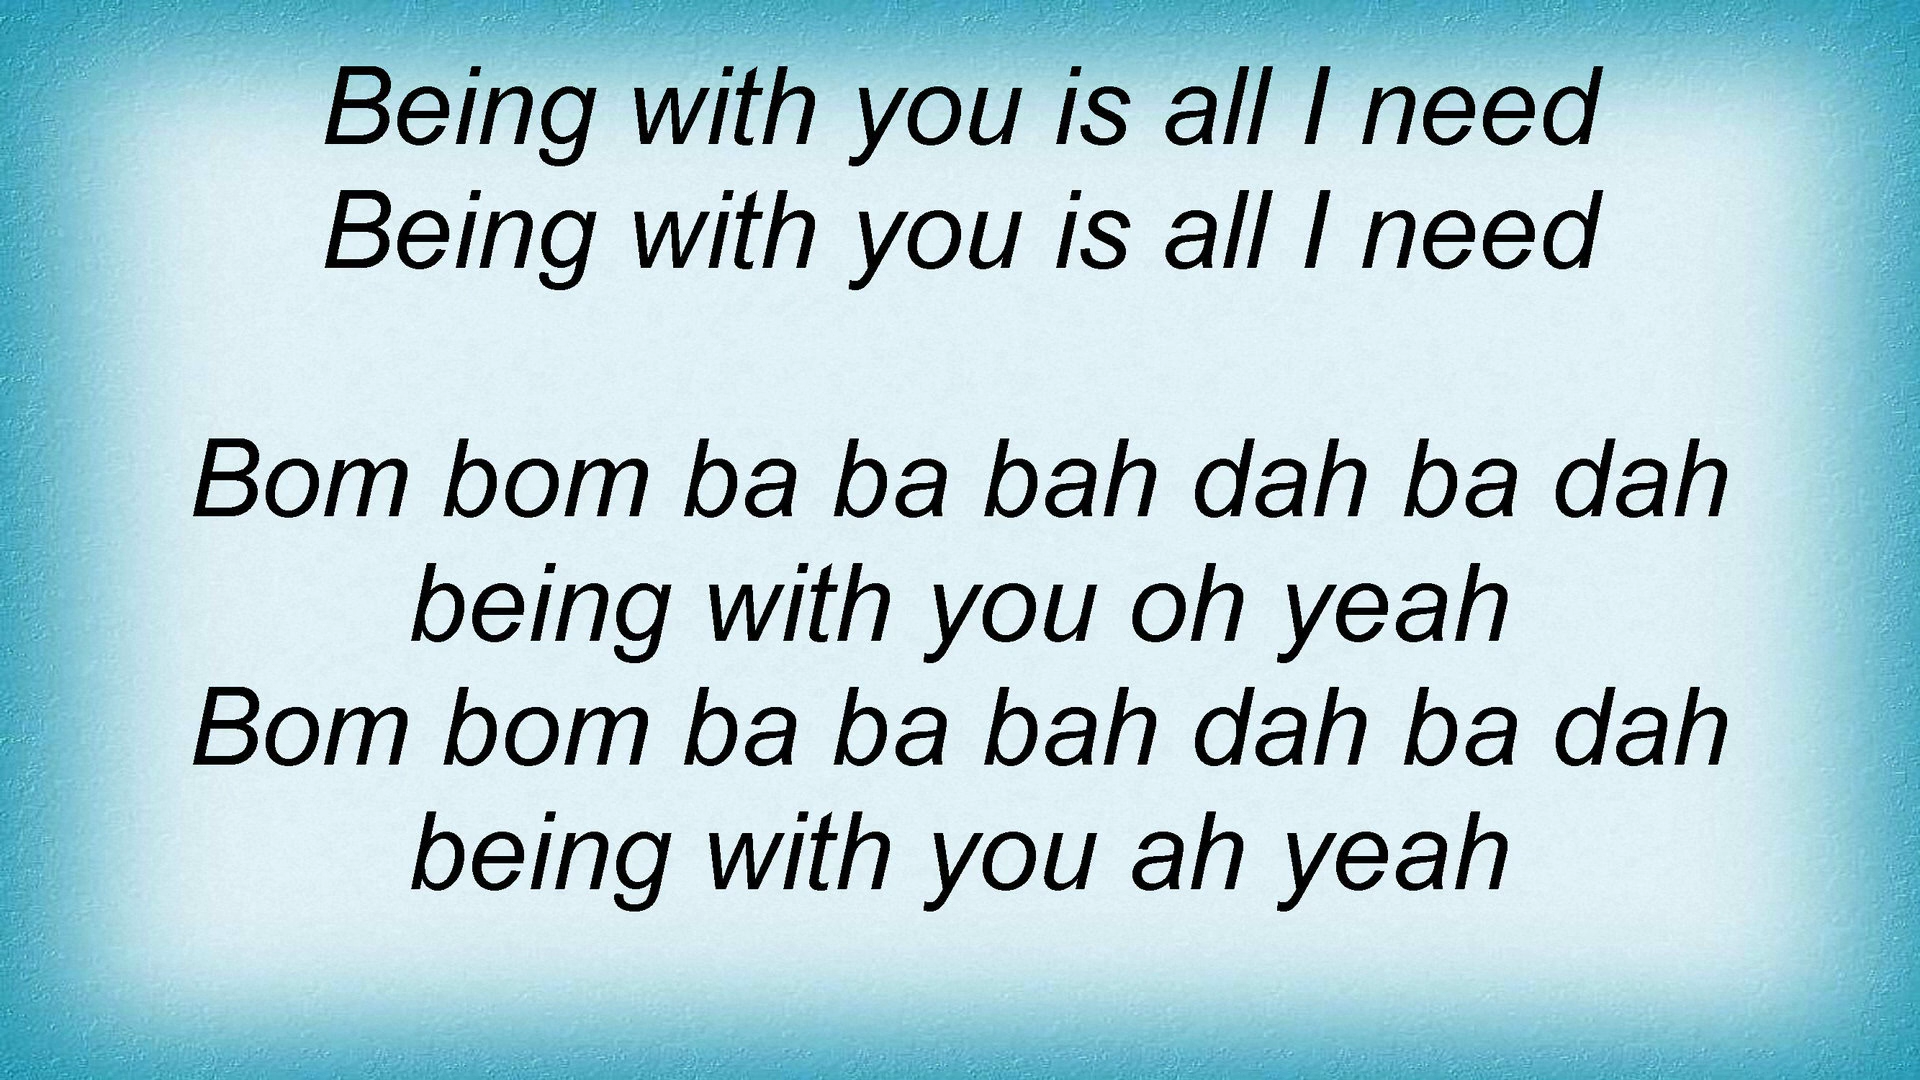 Being with you is all I need
Being with you is all I need
Bom bom ba ba bah dah ba dah
being with you oh yeah
Bom bom ba ba bah dah ba dah
being with you ah yeah